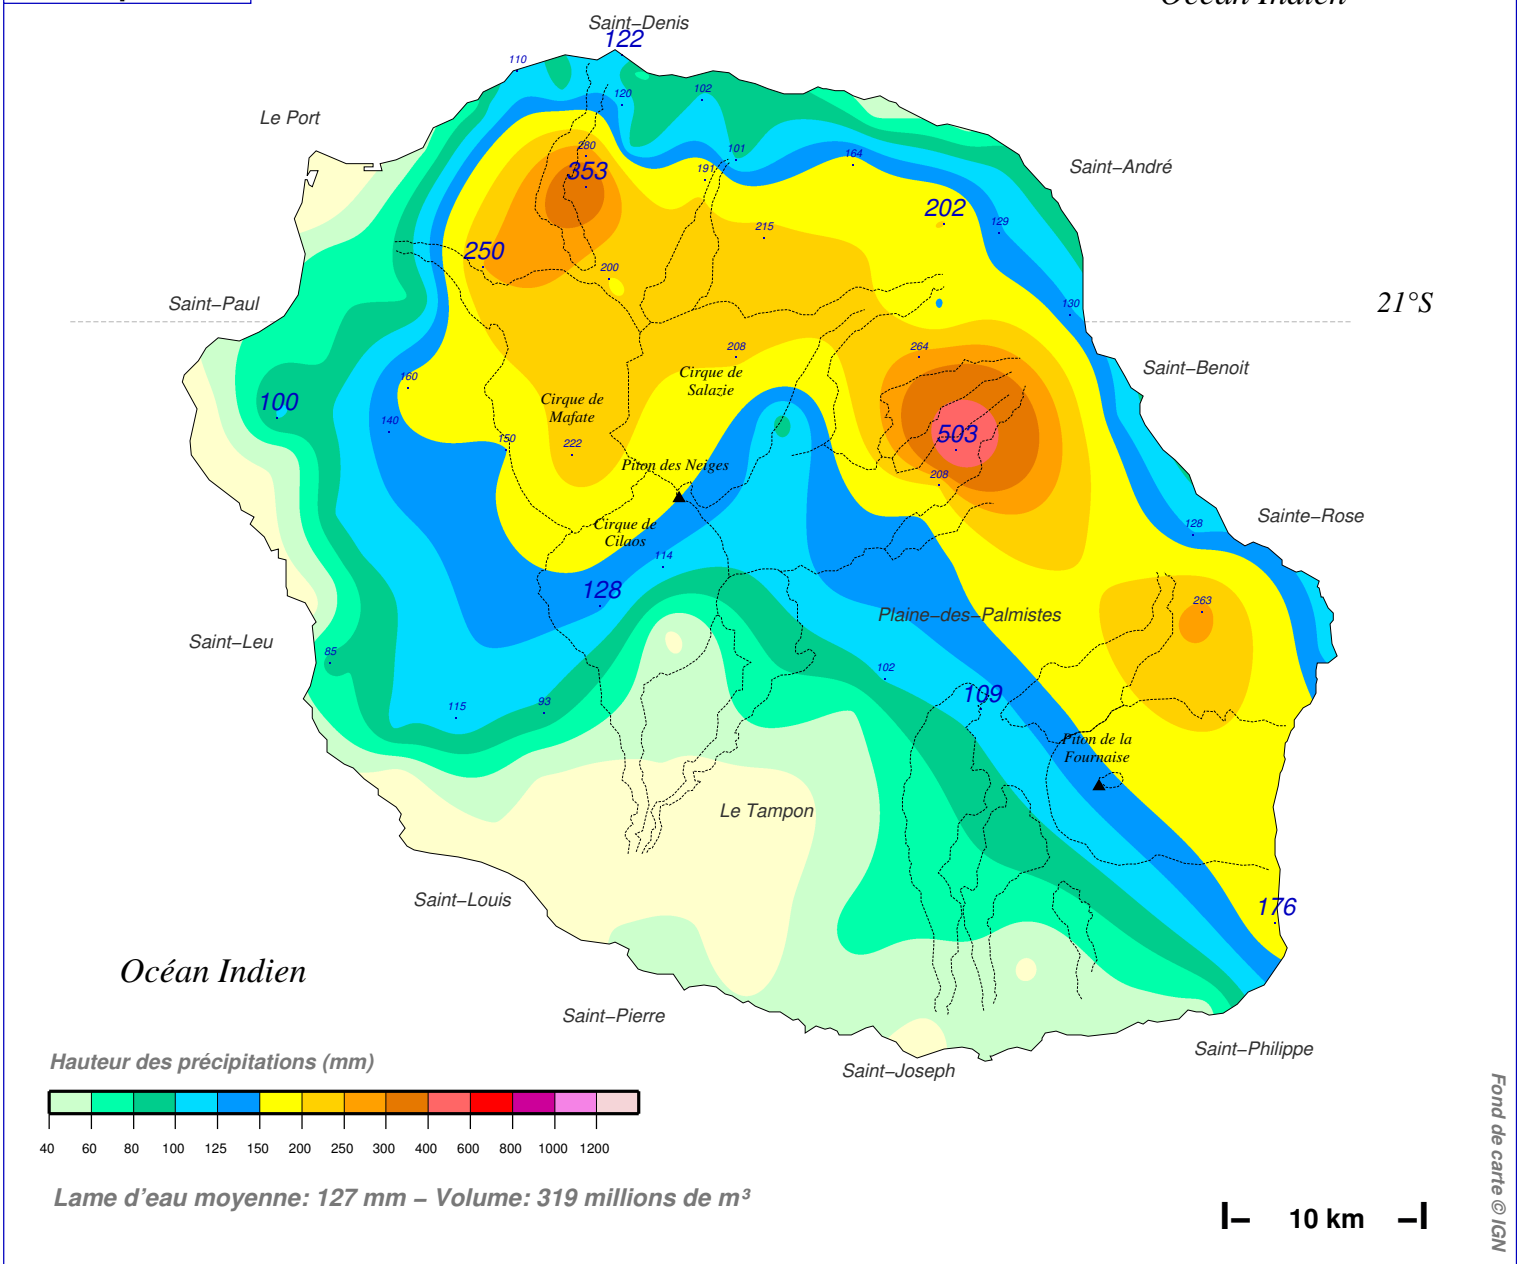 Océan Indien
Saint–Denis
122
110
Le Port
120
102
280
353
191
101
164
Saint–André
202
129
215
250
200
Saint–Paul
21°S
130
208
264
Saint–Benoit
Cirque de
Salazie
160
100
Cirque de
Mafate
140
150
222
503
Piton des Neiges
208
Cirque de
Cilaos
Sainte–Rose
128
114
128
263
Plaine–des–Palmistes
Saint–Leu
85
102
109
115
93
Piton de la
Fournaise
Le Tampon
Saint–Louis
176
Océan Indien
Saint–Pierre
Saint–Joseph
Saint–Philippe
Hauteur des précipitations (mm)
40 60 80 100 125 150 200 250 300 400 600 800 1000 1200
Lame d'eau moyenne: 127 mm – Volume: 319 millions de m³
10 km
Fond de carte © IGN